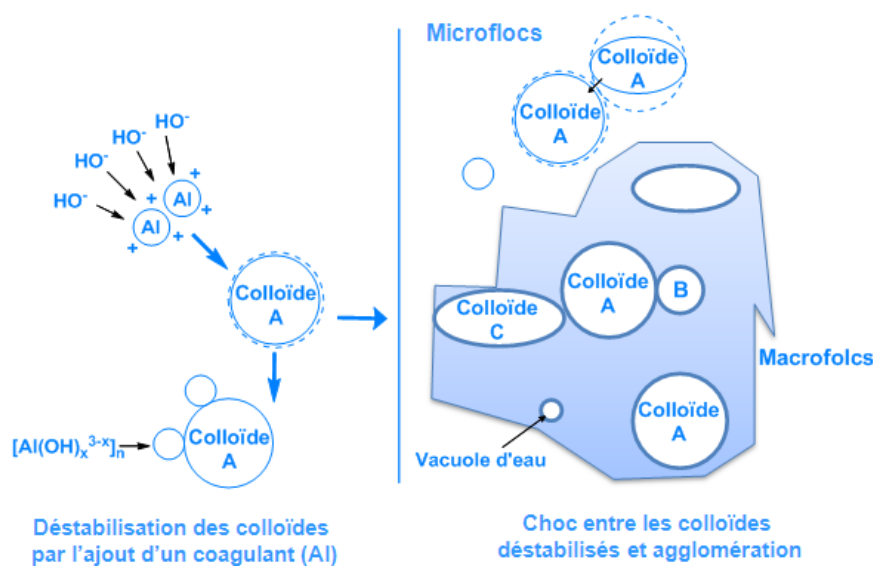 HO⁻
HO⁻
HO⁻
HO⁻
+
+
+
+
+
+
Al
Al
Colloïde
A
[Al(OH)ₓ³⁻ˣ]ₙ
Colloïde
A
Déstabilisation des colloïdes
par l'ajout d'un coagulant (Al)
Microflocs
Colloïde
A
Colloïde
A
Colloïde
A
B
Colloïde
C
Macrofolcs
Colloïde
A
Vacuole d'eau
Choc entre les colloïdes
déstabilisés et agglomération